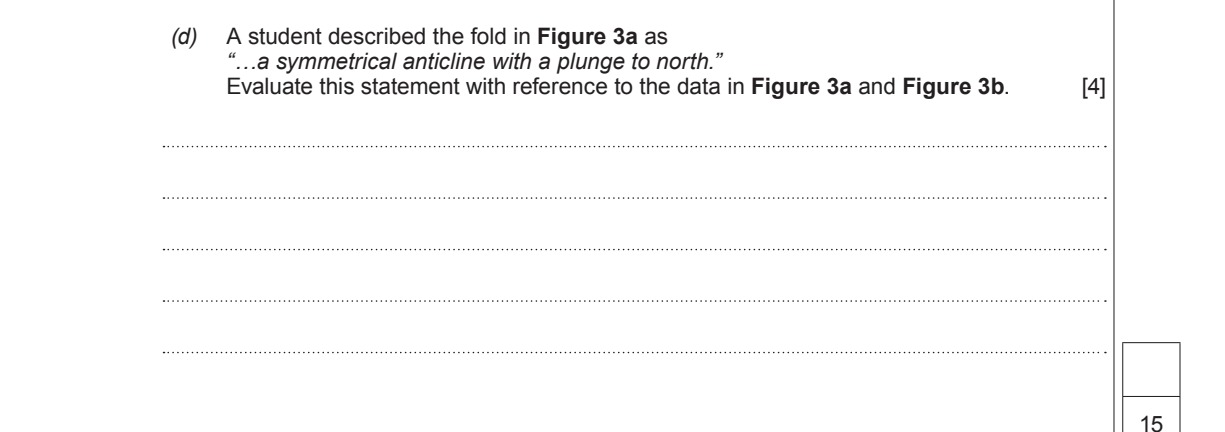 (d) A student described the fold in Figure 3a as
“…a symmetrical anticline with a plunge to north.”
Evaluate this statement with reference to the data in Figure 3a and Figure 3b. [4]
15